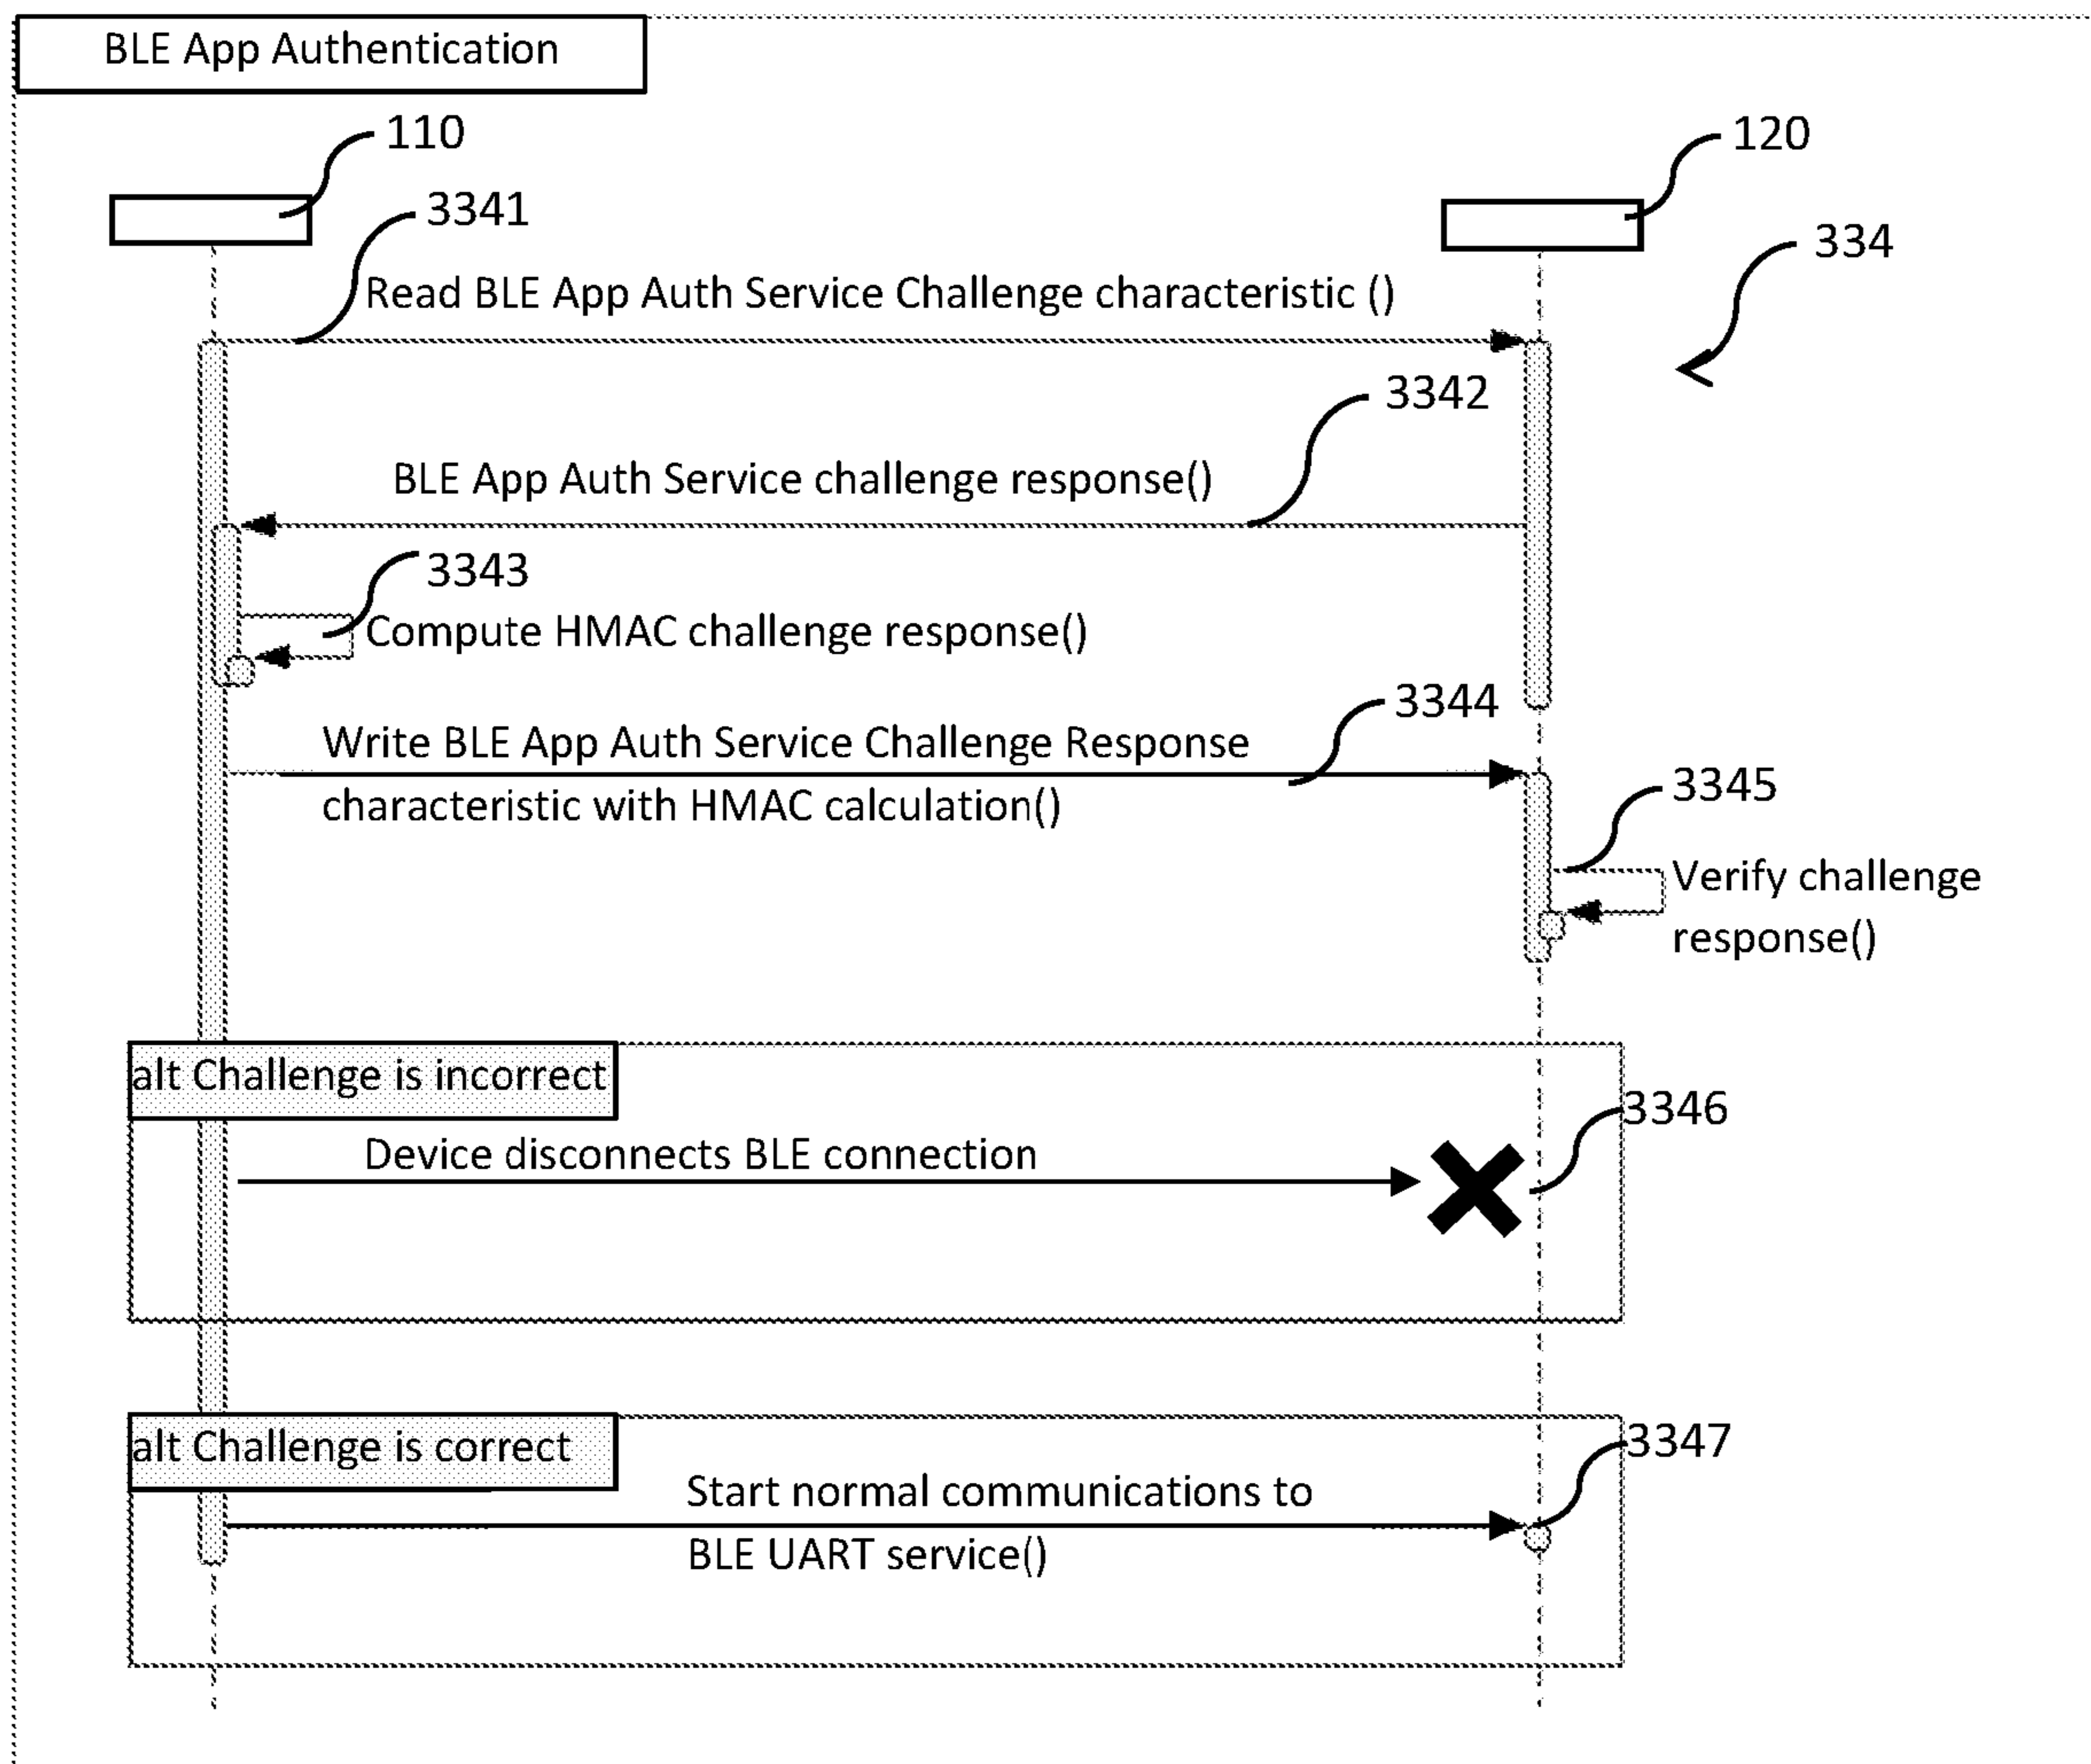 BLE App Authentication
110
120
3341
334
Read BLE App Auth Service Challenge characteristic ()
3342
BLE App Auth Service challenge response()
3343
Compute HMAC challenge response()
3344
Write BLE App Auth Service Challenge Response
characteristic with HMAC calculation()
3345
Verify challenge
response()
alt Challenge is incorrect
3346
Device disconnects BLE connection
alt Challenge is correct
3347
Start normal communications to
BLE UART service()